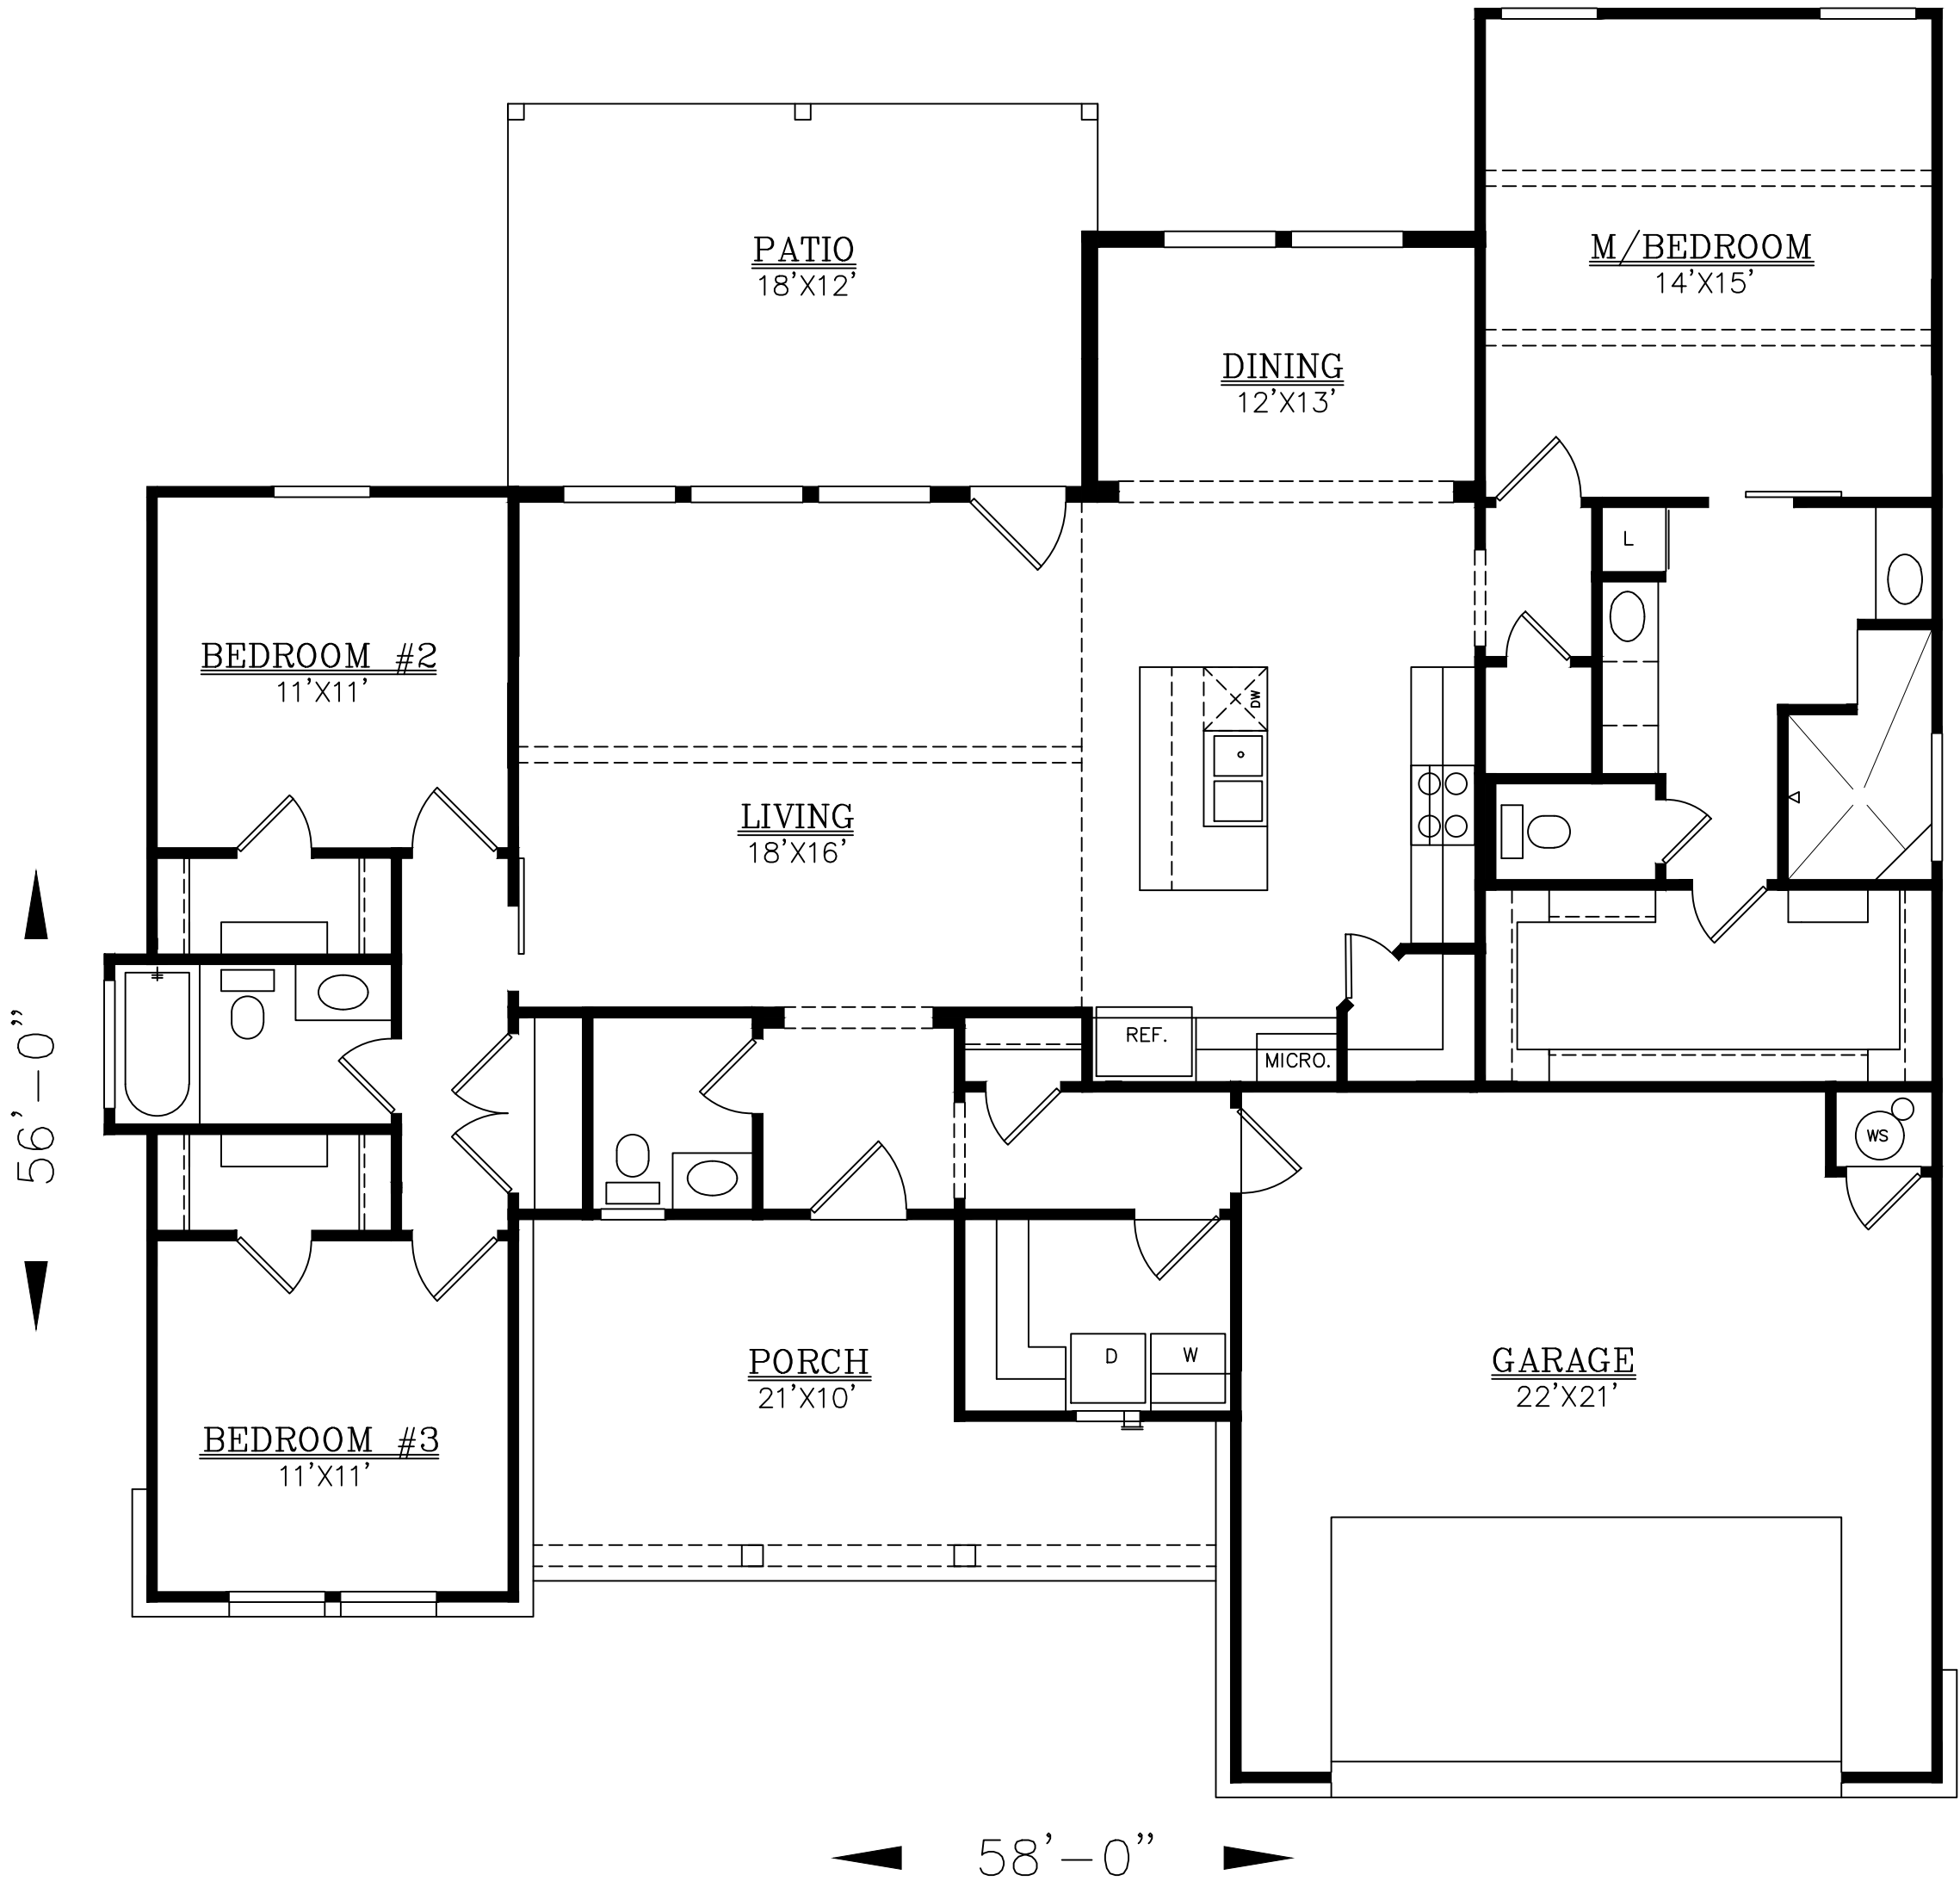 PATIO
18'X12'
M/BEDROOM
14'X15'
DINING
12'X13'
L
BEDROOM #2
11'X11'
DW
LIVING
18'X16'
REF.
MICRO.
WS
56'-0"
PORCH
21'X10'
D
W
GARAGE
22'X21'
BEDROOM #3
11'X11'
58'-0"